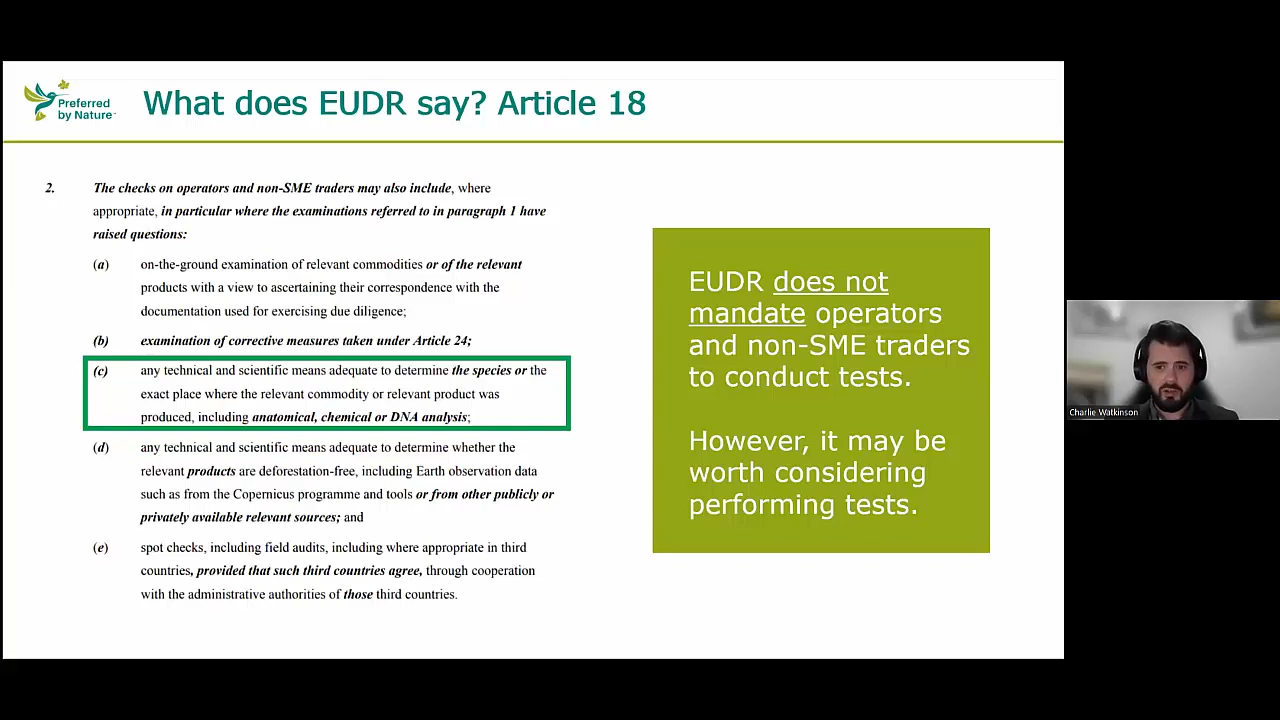 Preferred
by Nature™
What does EUDR say? Article 18
2. The checks on operators and non-SME traders may also include, where
appropriate, in particular where the examinations referred to in paragraph 1 have
raised questions:
(a) on-the-ground examination of relevant commodities or of the relevant
products with a view to ascertaining their correspondence with the
documentation used for exercising due diligence;
(b) examination of corrective measures taken under Article 24;
(c) any technical and scientific means adequate to determine the species or the
exact place where the relevant commodity or relevant product was
produced, including anatomical, chemical or DNA analysis;
(d) any technical and scientific means adequate to determine whether the
relevant products are deforestation-free, including Earth observation data
such as from the Copernicus programme and tools or from other publicly or
privately available relevant sources; and
(e) spot checks, including field audits, including where appropriate in third
countries, provided that such third countries agree, through cooperation
with the administrative authorities of those third countries.
EUDR does not
mandate operators
and non-SME traders
to conduct tests.
However, it may be
worth considering
performing tests.
Charlie Watkinson